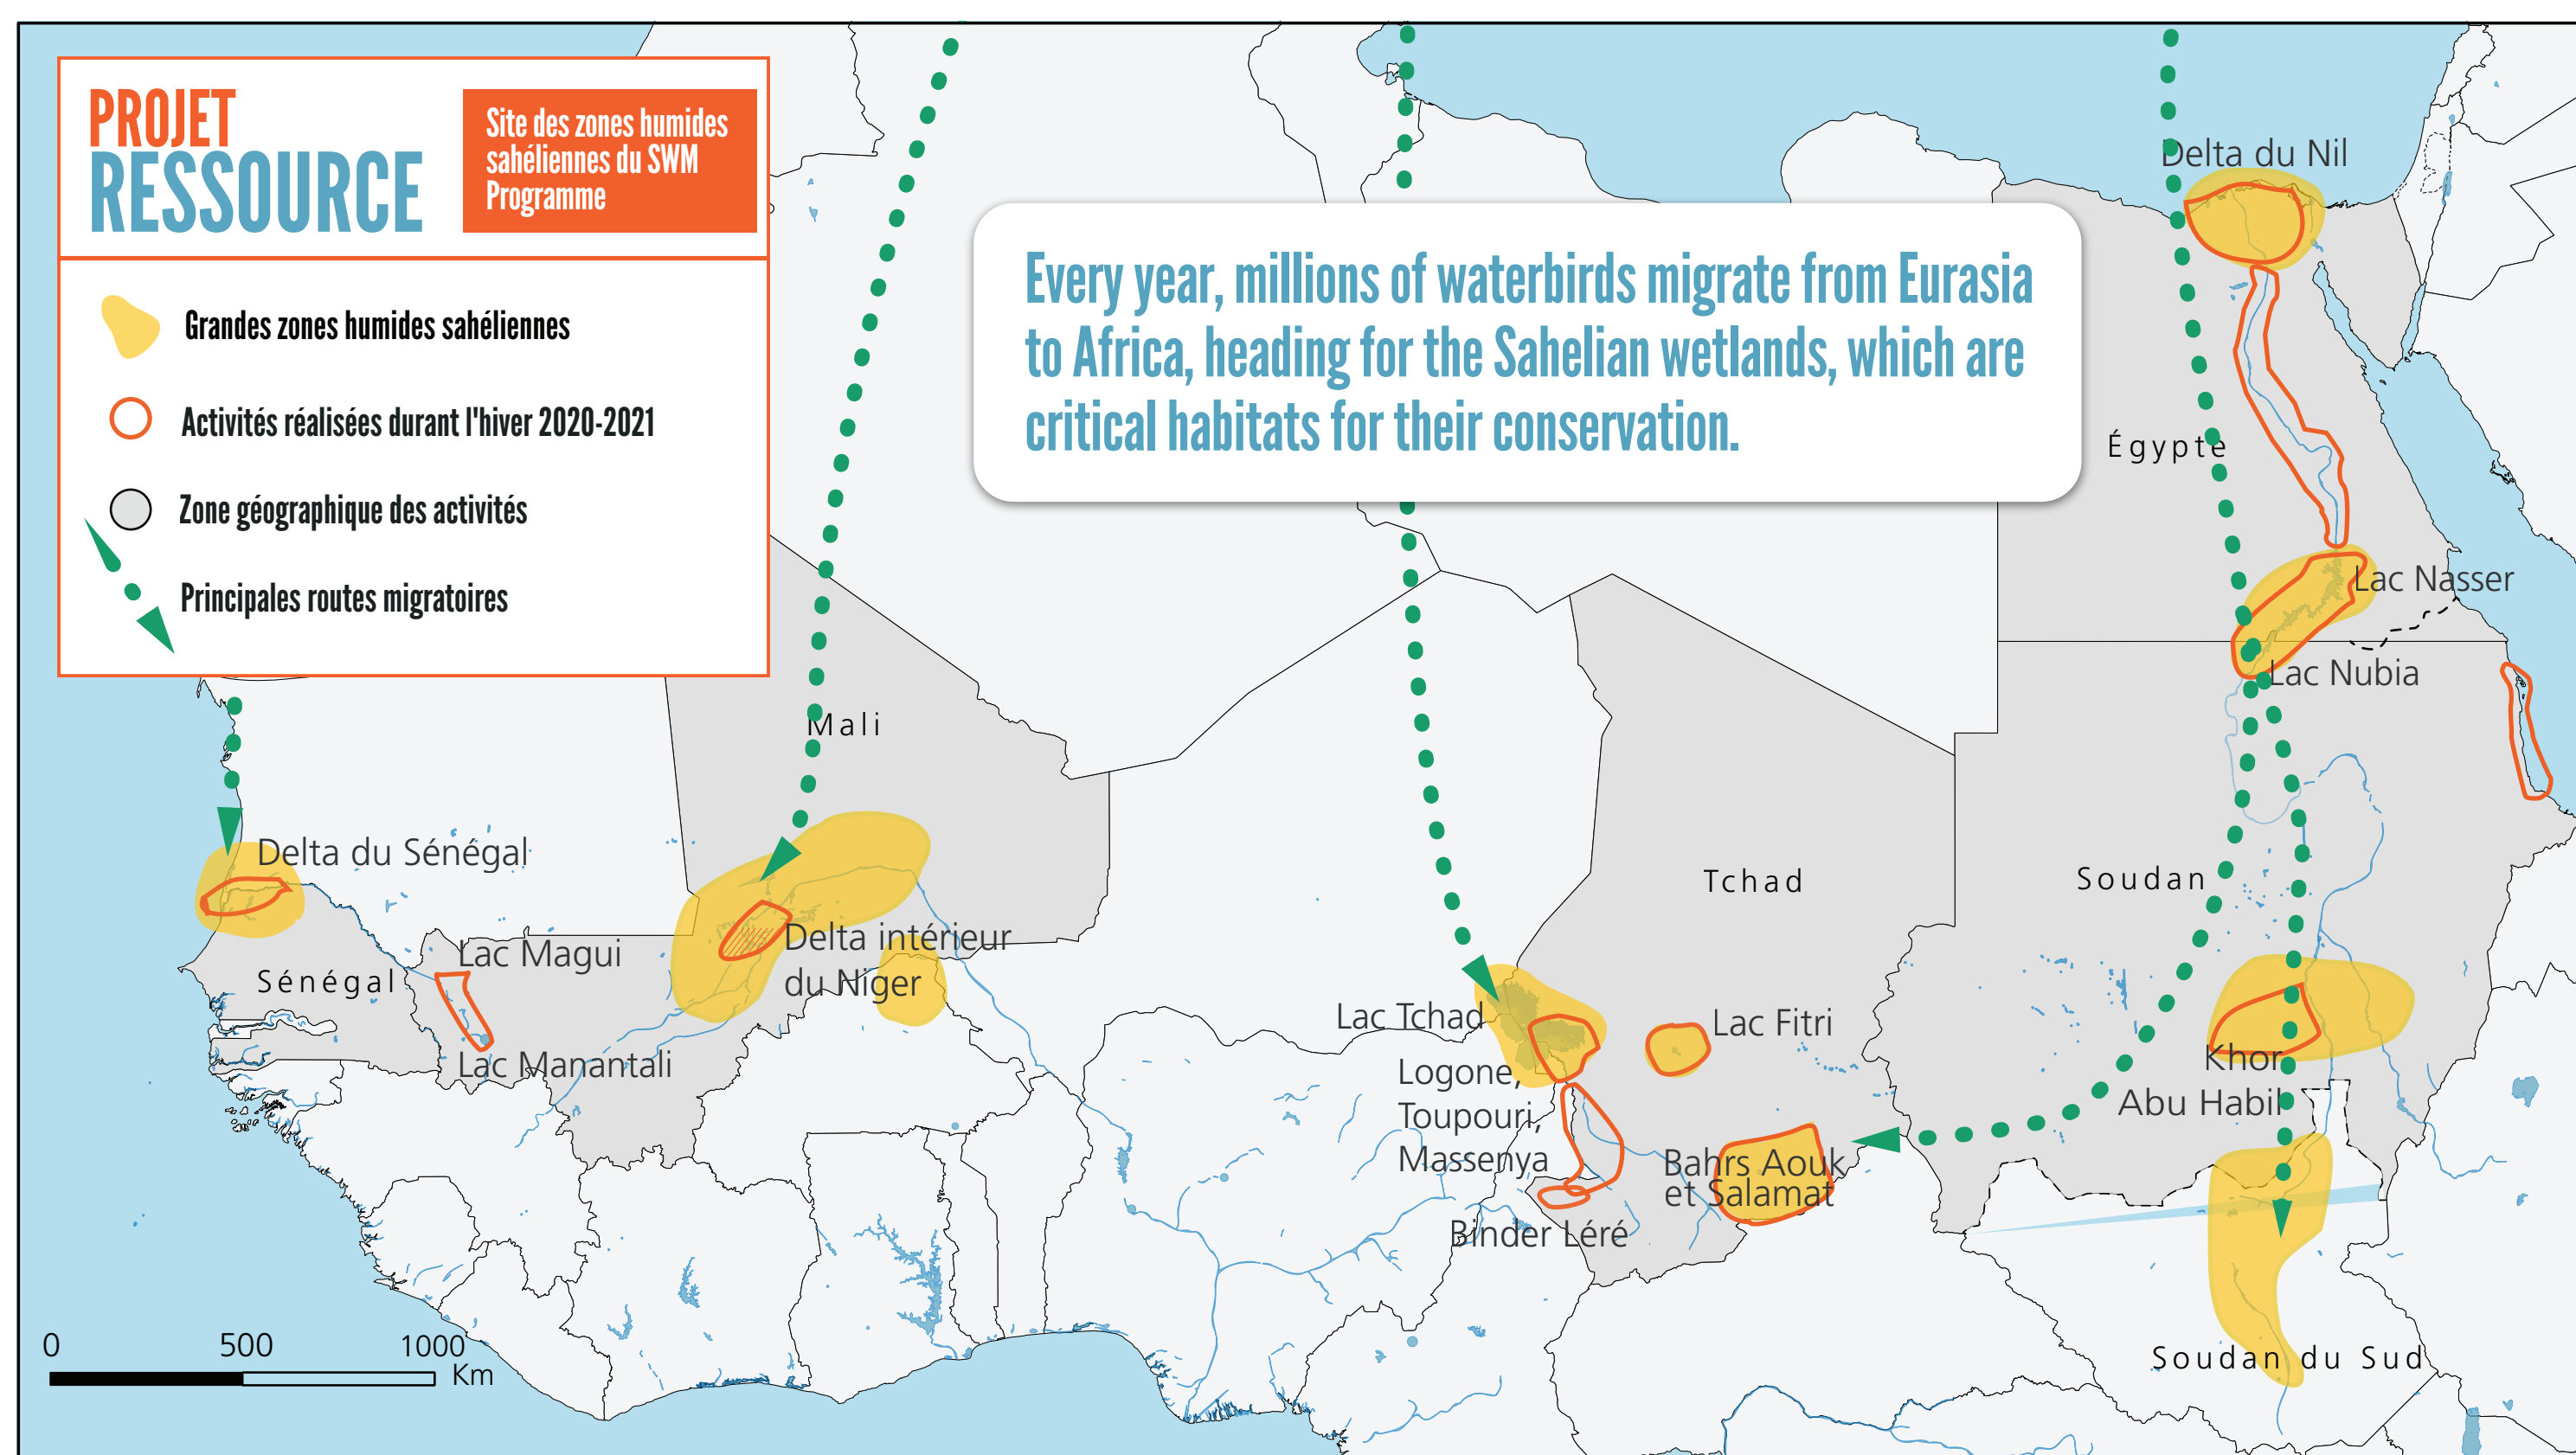 PROJET
RESSOURCE
Site des zones humides
sahéliennes du SWM
Programme
Grandes zones humides sahéliennes
Activités réalisées durant l'hiver 2020-2021
Zone géographique des activités
Principales routes migratoires
Every year, millions of waterbirds migrate from Eurasia
to Africa, heading for the Sahelian wetlands, which are
critical habitats for their conservation.
Delta du Nil
Égypte
Lac Nasser
Lac Nubia
Mali
Delta du Sénégal
Tchad
Soudan
Delta intérieur
du Niger
Lac Magui
Sénégal
Lac Manantali
Lac Tchad
Lac Fitri
Logone,
Toupouri,
Massenya
Khor
Abu Habil
Bahrs Aouk
et Salamat
Binder Léré
Soudan du Sud
0 500 1000
Km